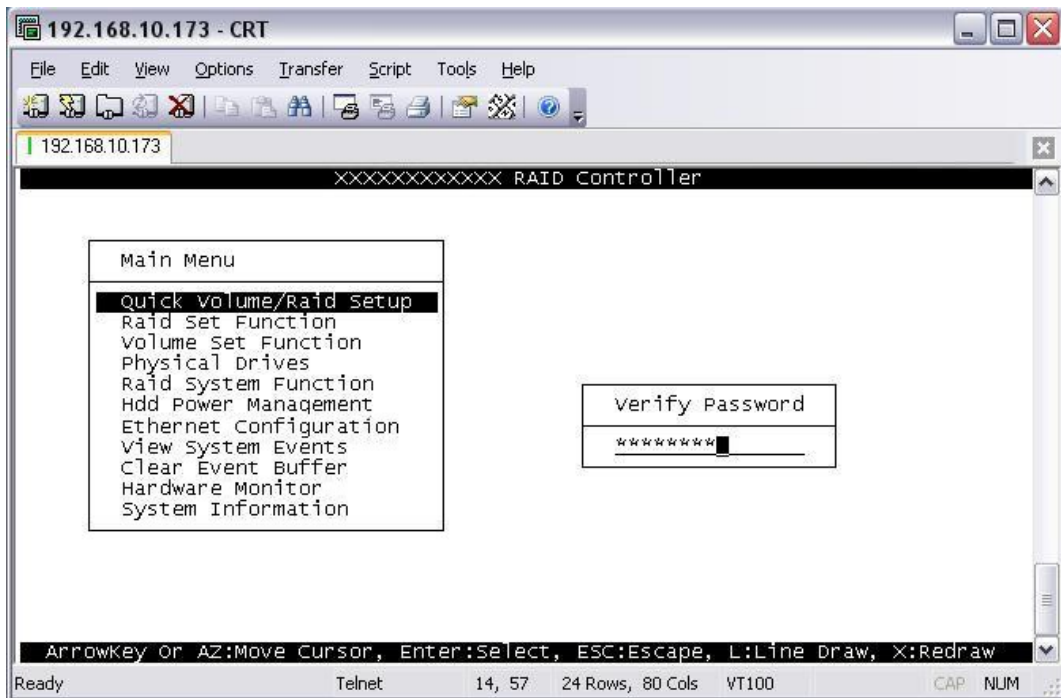 192.168.10.173 - CRT
File Edit View Options Transfer Script Tools Help
192.168.10.173
XXXXXXXXXXXX RAID Controller
Main Menu
Quick Volume/Raid Setup
Raid Set Function
Volume Set Function
Physical Drives
Raid System Function
Hdd Power Management
Ethernet Configuration
View System Events
Clear Event Buffer
Hardware Monitor
System Information
Verify Password
********
ArrowKey Or AZ:Move Cursor, Enter:Select, ESC:Escape, L:Line Draw, X:Redraw
Ready Telnet 14, 57 24 Rows, 80 Cols VT100 CAP NUM